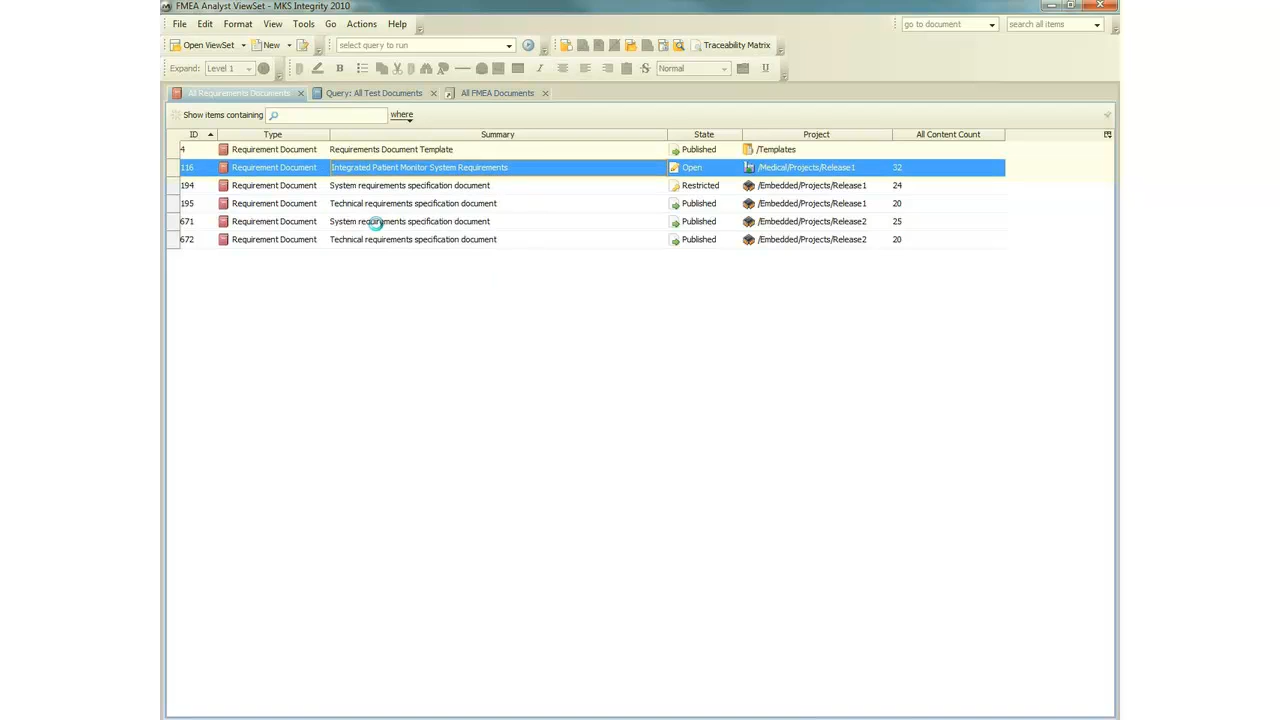 FMEA Analyst ViewSet - MKS Integrity 2010
File Edit Format View Tools Go Actions Help go to document search all items
Open ViewSet New select query to run Traceability Matrix
Expand: Level 1 B I S Normal U
All Requirements Documents Query: All Test Documents All FMEA Documents
Show items containing where
ID Type Summary State Project All Content Count
4 Requirement Document Requirements Document Template Published /Templates
116 Requirement Document Integrated Patient Monitor System Requirements Open /Medical/Projects/Release1 32
194 Requirement Document System requirements specification document Restricted /Embedded/Projects/Release1 24
195 Requirement Document Technical requirements specification document Published /Embedded/Projects/Release1 20
671 Requirement Document System requirements specification document Published /Embedded/Projects/Release2 25
672 Requirement Document Technical requirements specification document Published /Embedded/Projects/Release2 20